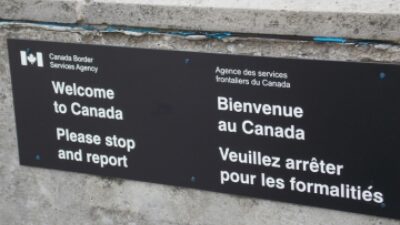 Canada Border
Services Agency
Welcome
to Canada
Please stop
and report
Agence des services
frontaliers du Canada
Bienvenue
au Canada
Veuillez arrêter
pour les formalitiés